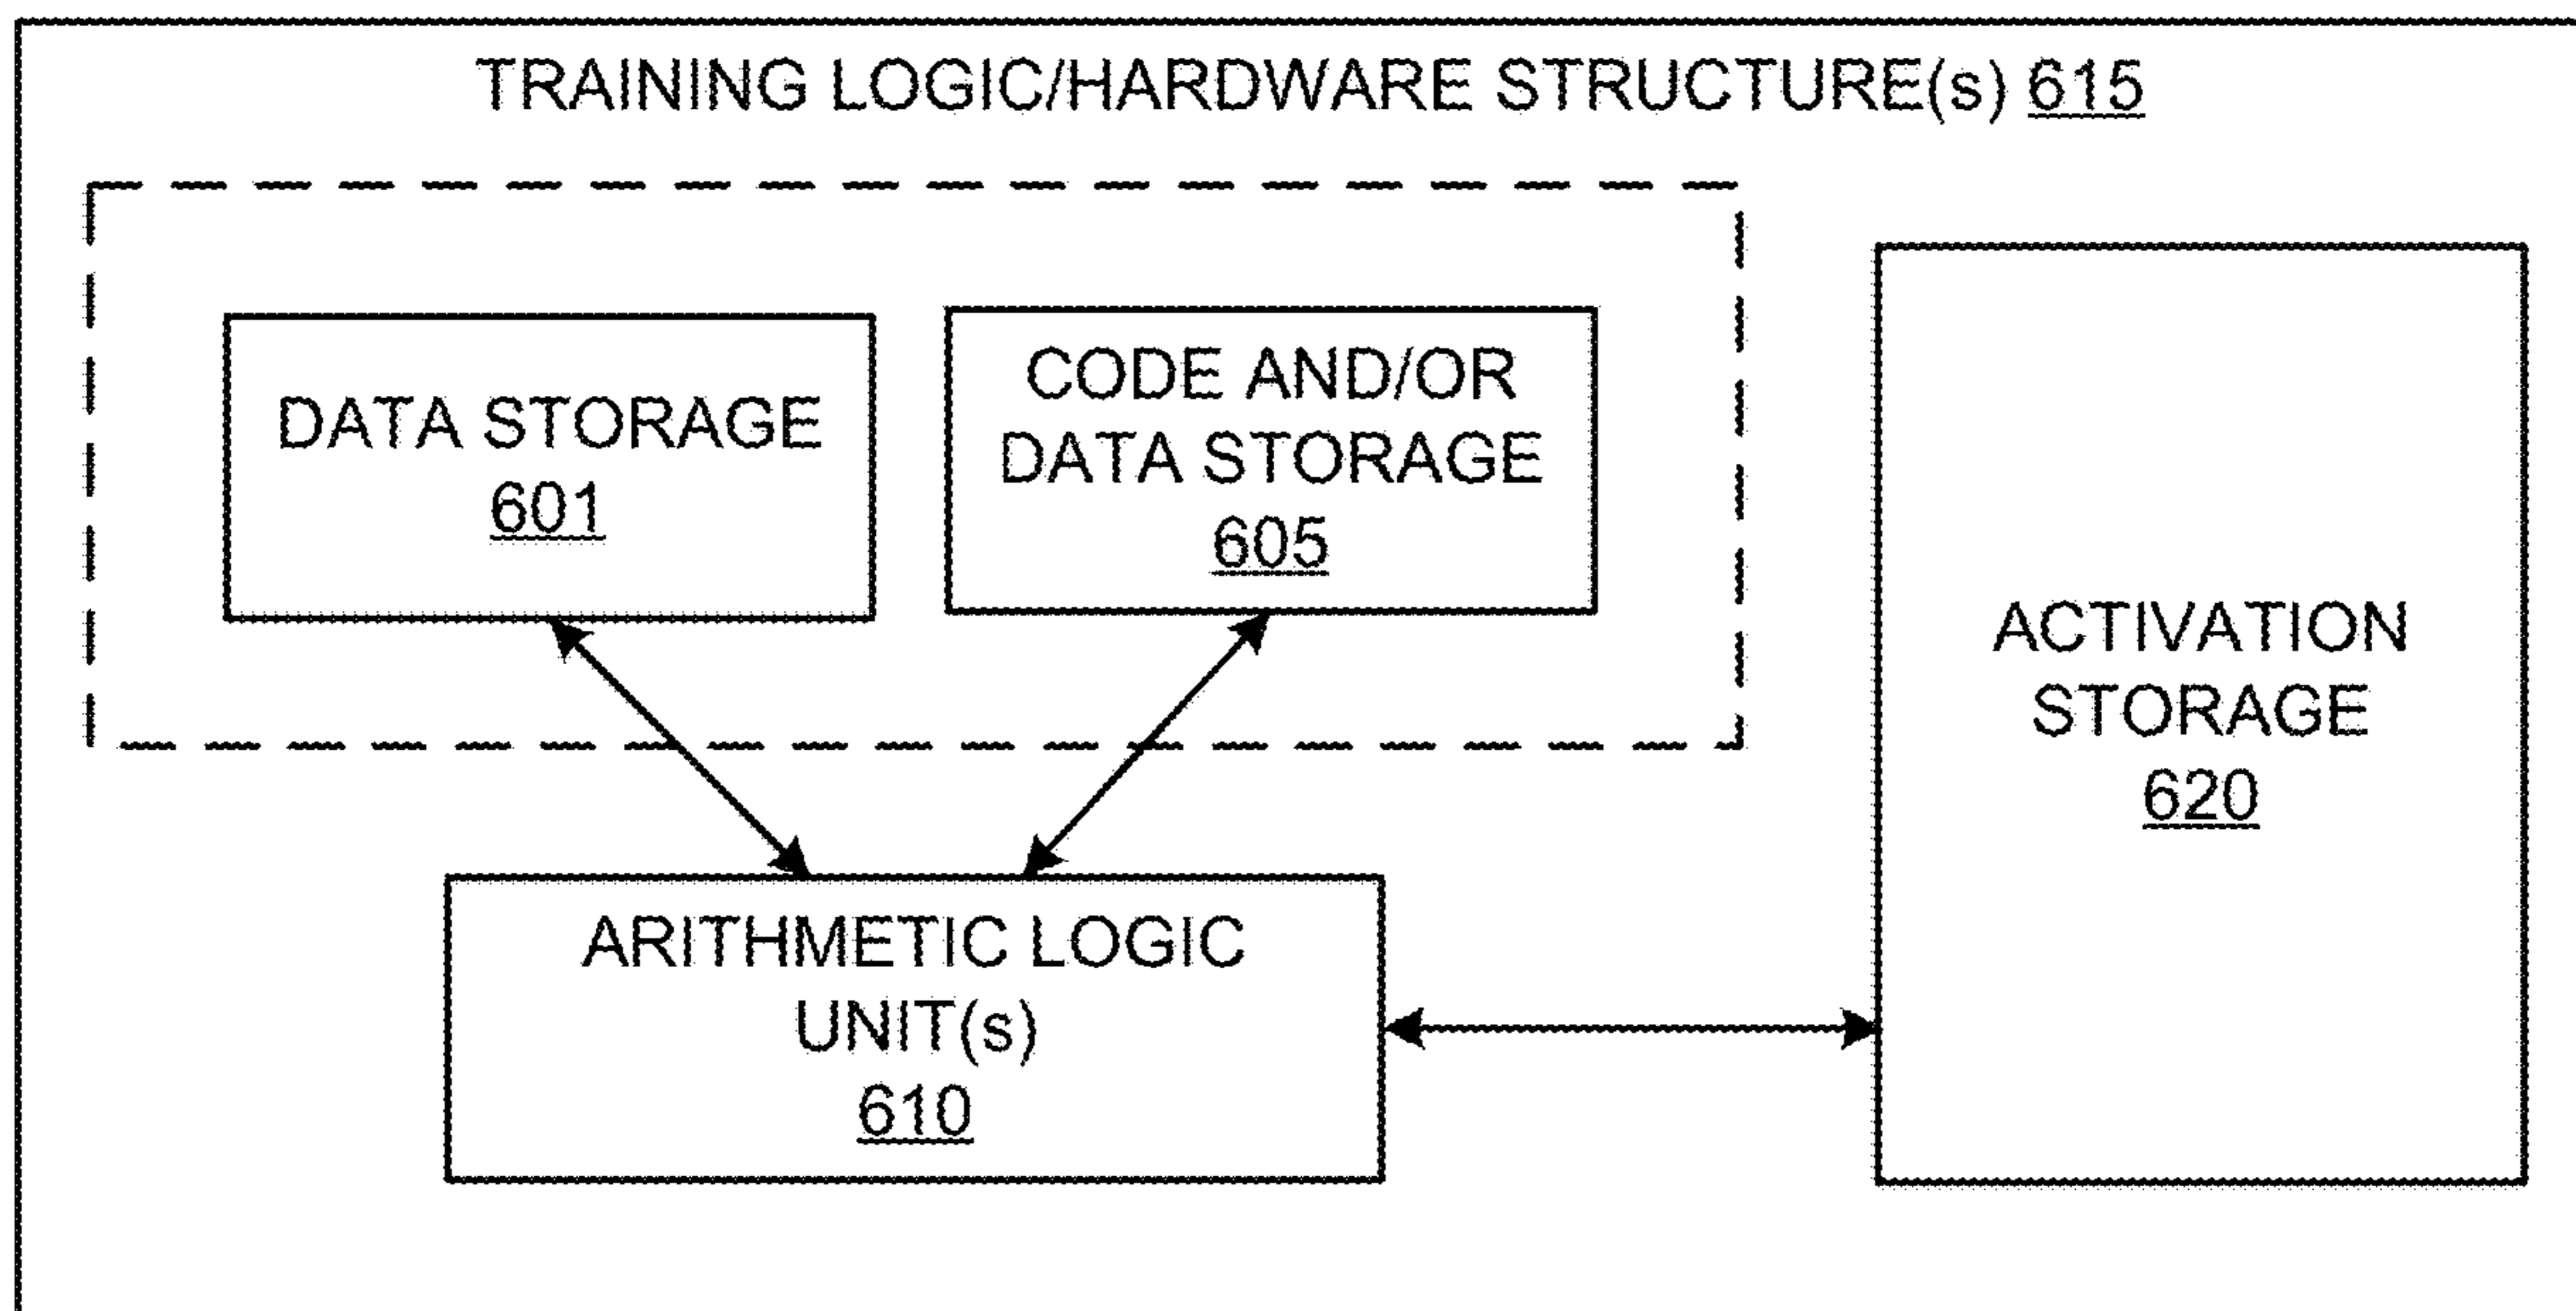 TRAINING LOGIC/HARDWARE STRUCTURE(s) 615
DATA STORAGE
601
CODE AND/OR
DATA STORAGE
605
ACTIVATION
STORAGE
620
ARITHMETIC LOGIC
UNIT(s)
610